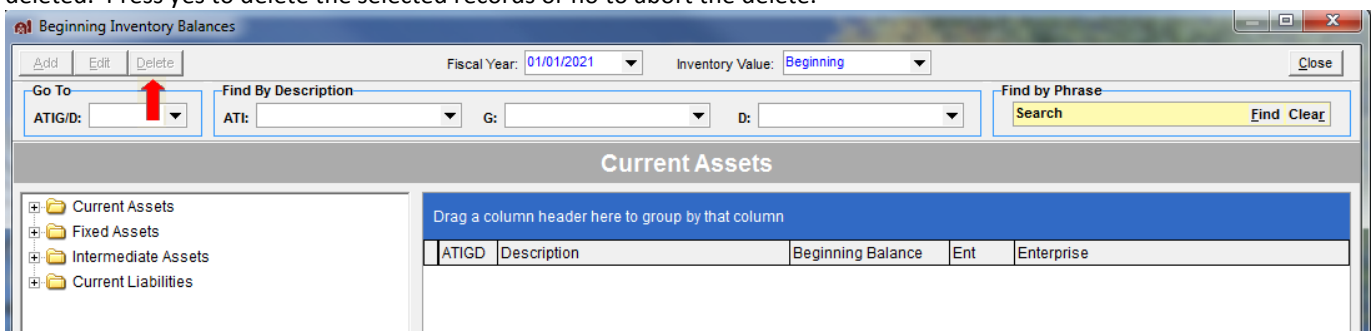 deleted. Press yes to delete the selected records or no to abort the delete.
Beginning Inventory Balances
Add Edit Delete Fiscal Year: 01/01/2021 Inventory Value: Beginning Close
Go To Find By Description Find by Phrase
ATIG/D: ATI: G: D: Search Find Clear
Current Assets
Current Assets
Fixed Assets
Intermediate Assets
Current Liabilities
Drag a column header here to group by that column
ATIGD Description Beginning Balance Ent Enterprise